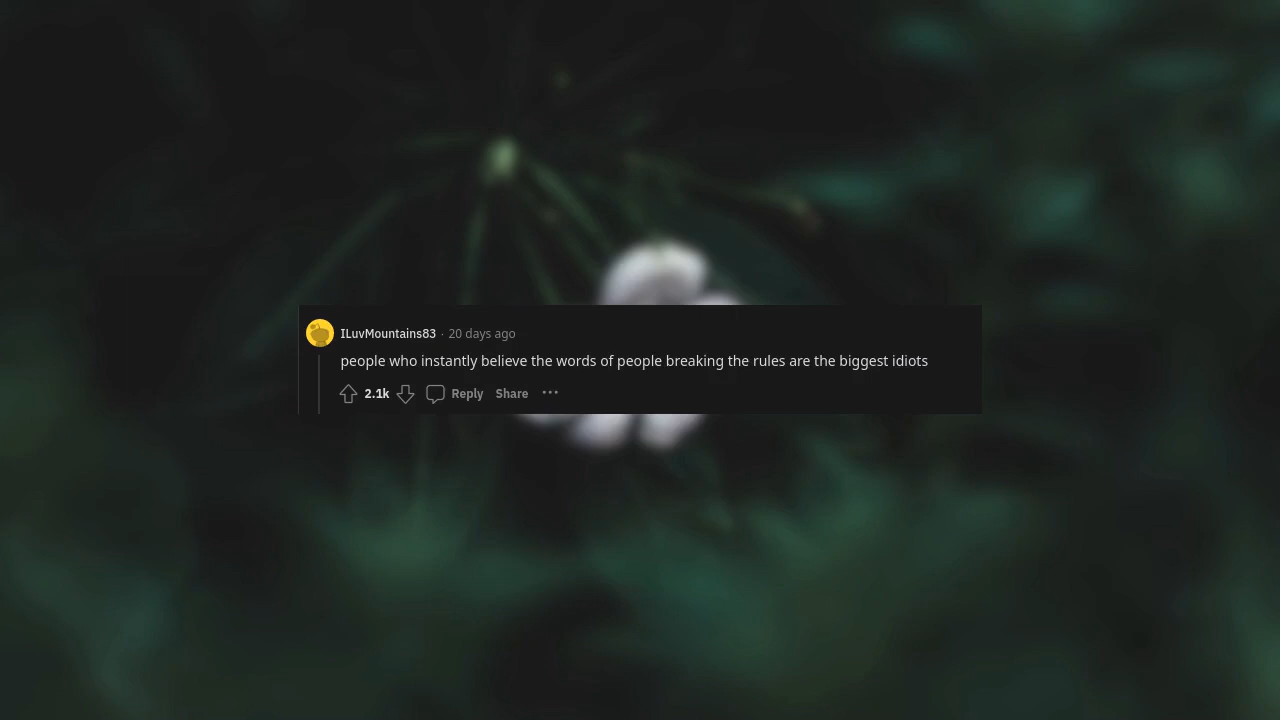 ILuvMountains83 · 20 days ago
people who instantly believe the words of people breaking the rules are the biggest idiots
2.1k Reply Share ···